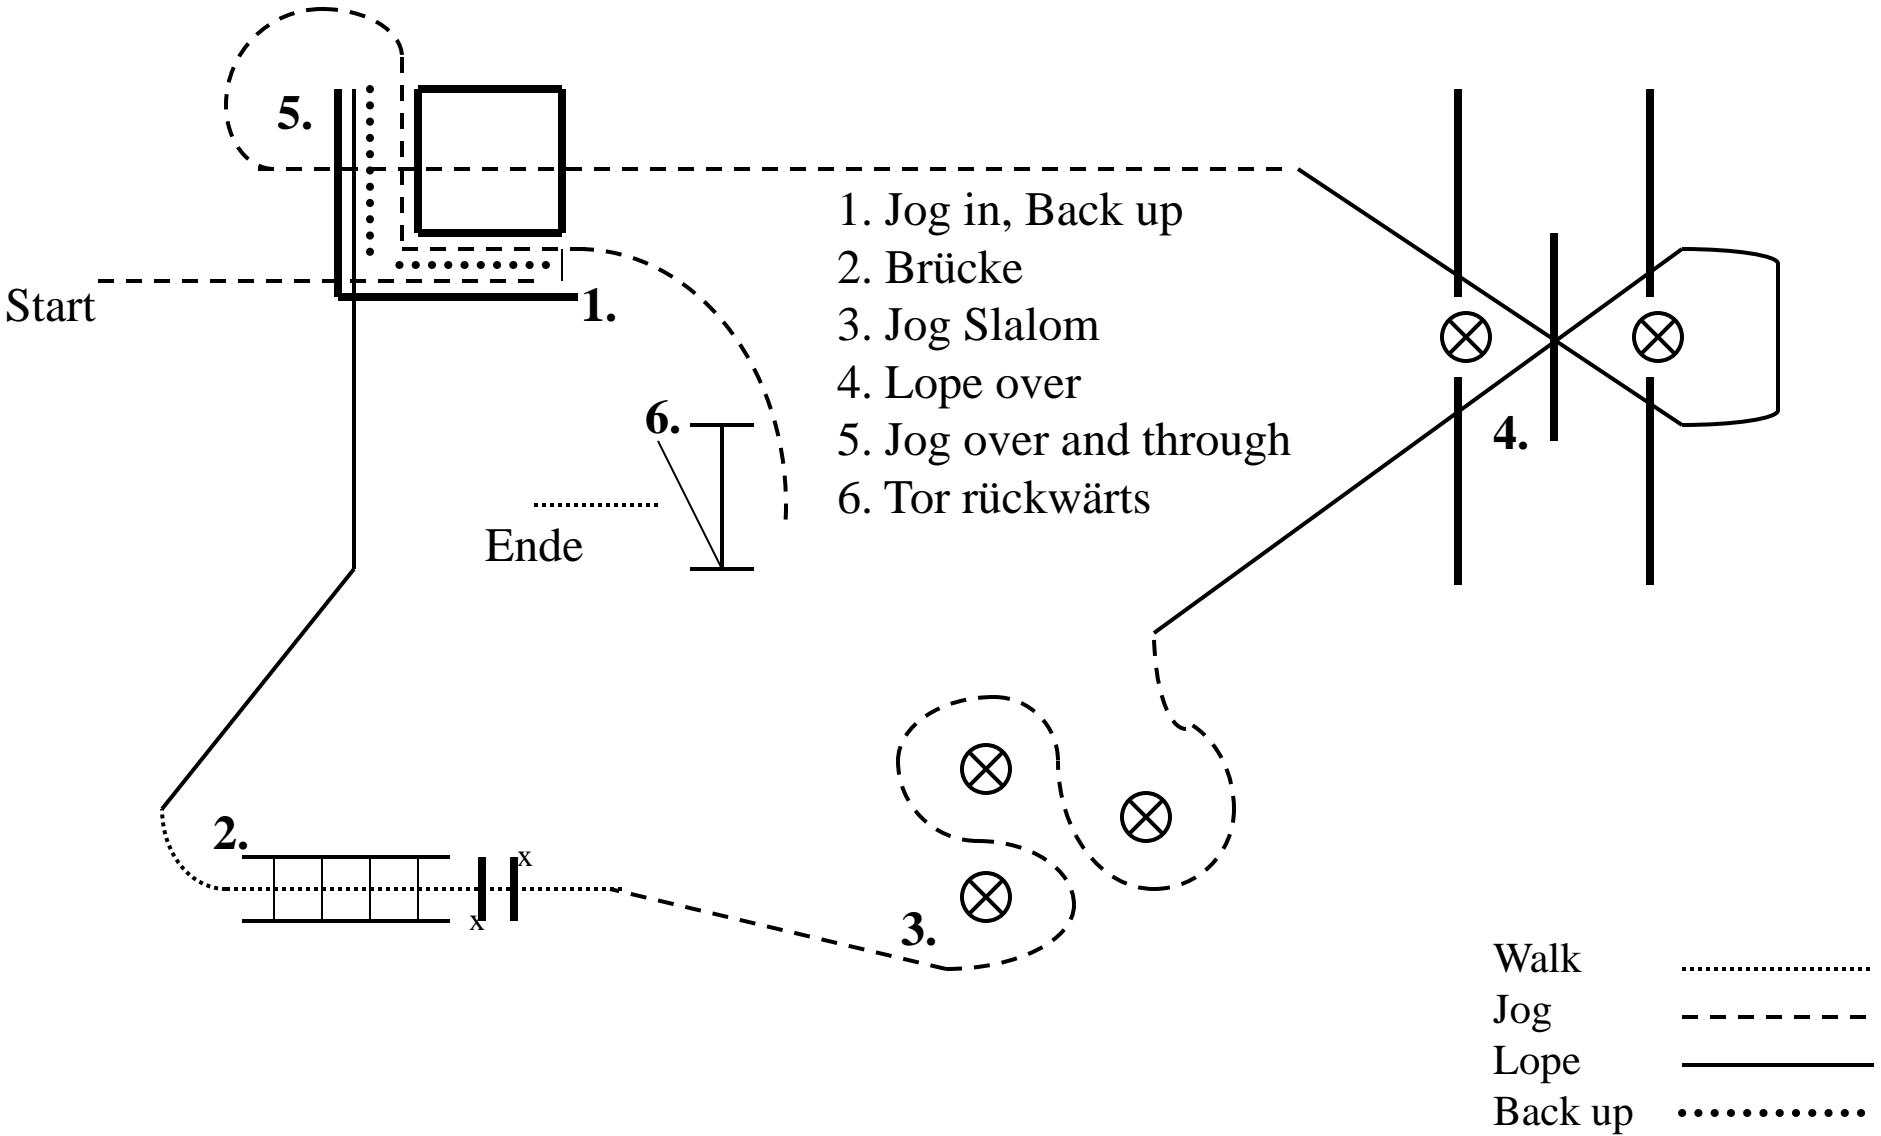 5.
1. Jog in, Back up
2. Brücke
3. Jog Slalom
4. Lope over
5. Jog over and through
6. Tor rückwärts
Start
1.
6.
4.
Ende
2.
x
x
3.
Walk
Jog
Lope
Back up